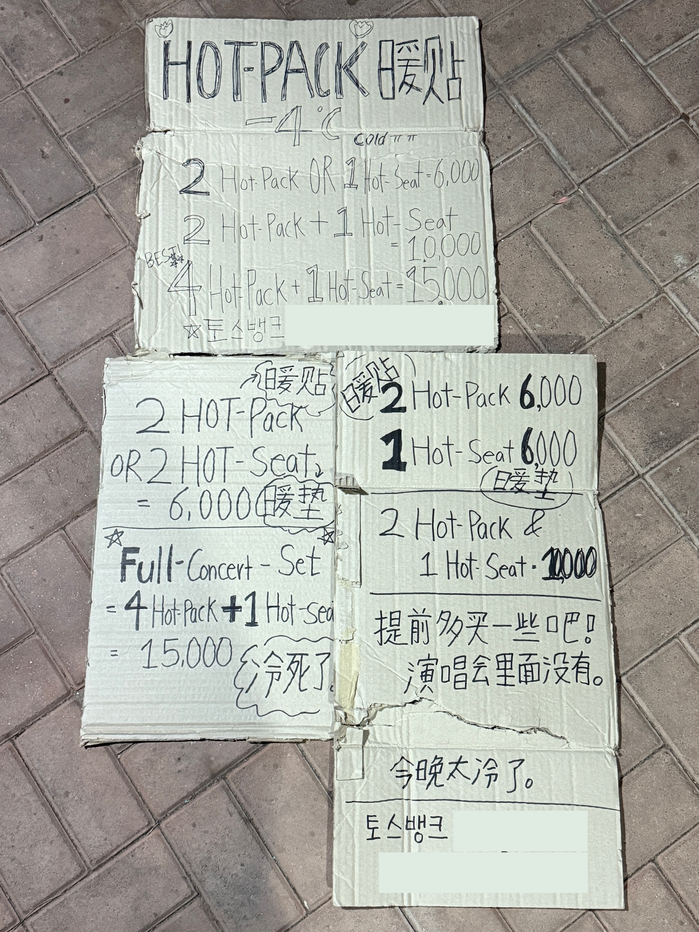 HOT-PACK 暖贴
-4℃
Cold ㅠㅠ
2 Hot-Pack OR 1 Hot-Seat=6,000
2 Hot-Pack + 1 Hot-Seat
= 10,000
BEST!
4 Hot-Pack + 1 Hot-Seat = 15,000
☆토스뱅크
暖贴
2 HOT-Pack
OR 2 HOT-Seat
= 6,000 暖垫
Full-Concert-Set
= 4 Hot-Pack +1 Hot-Sea
= 15,000
冷死了。
暖贴
2 Hot-Pack 6,000
1 Hot-Seat 6,000
暖垫
2 Hot-Pack &
1 Hot-Seat · 10,000
提前多买一些吧!
演唱会里面没有。
今晚太冷了。
토스뱅크